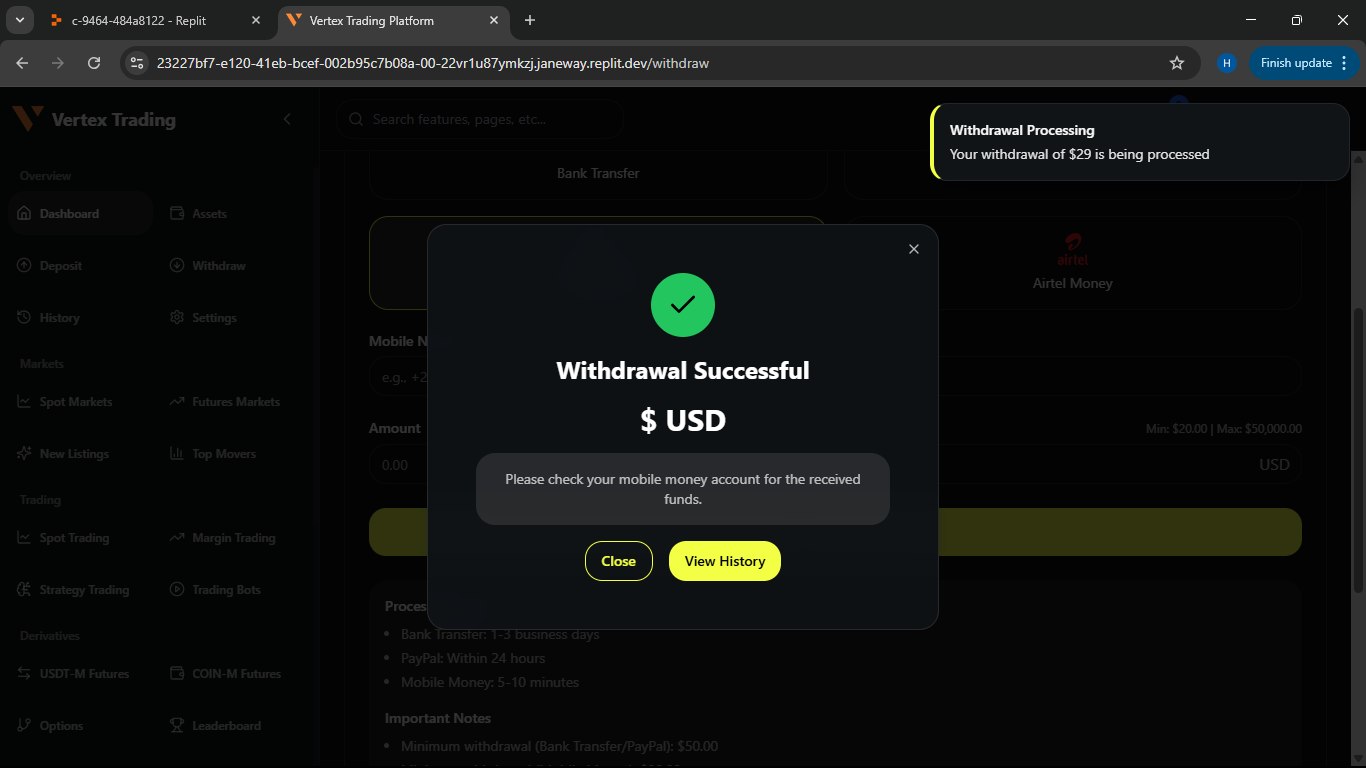 c-9464-484a8122 - Replit
Vertex Trading Platform
23227bf7-e120-41eb-bcef-002b95c7b08a-00-22vr1u87ymkzj.janeway.replit.dev/withdraw
H
Finish update
Vertex Trading
Search features, pages, etc...
Withdrawal Processing
Your withdrawal of $29 is being processed
Overview
Dashboard
Assets
Deposit
Withdraw
History
Settings
Markets
Spot Markets
Futures Markets
New Listings
Top Movers
Trading
Spot Trading
Margin Trading
Strategy Trading
Trading Bots
Derivatives
USDT-M Futures
COIN-M Futures
Options
Leaderboard
Bank Transfer
airtel
Airtel Money
Mobile N
e.g., +2
Amount
Min: $20.00 | Max: $50,000.00
0.00
USD
Withdrawal Successful
$ USD
Please check your mobile money account for the received
funds.
Close
View History
Proces
• Bank Transfer: 1-3 business days
• PayPal: Within 24 hours
• Mobile Money: 5-10 minutes
Important Notes
• Minimum withdrawal (Bank Transfer/PayPal): $50.00